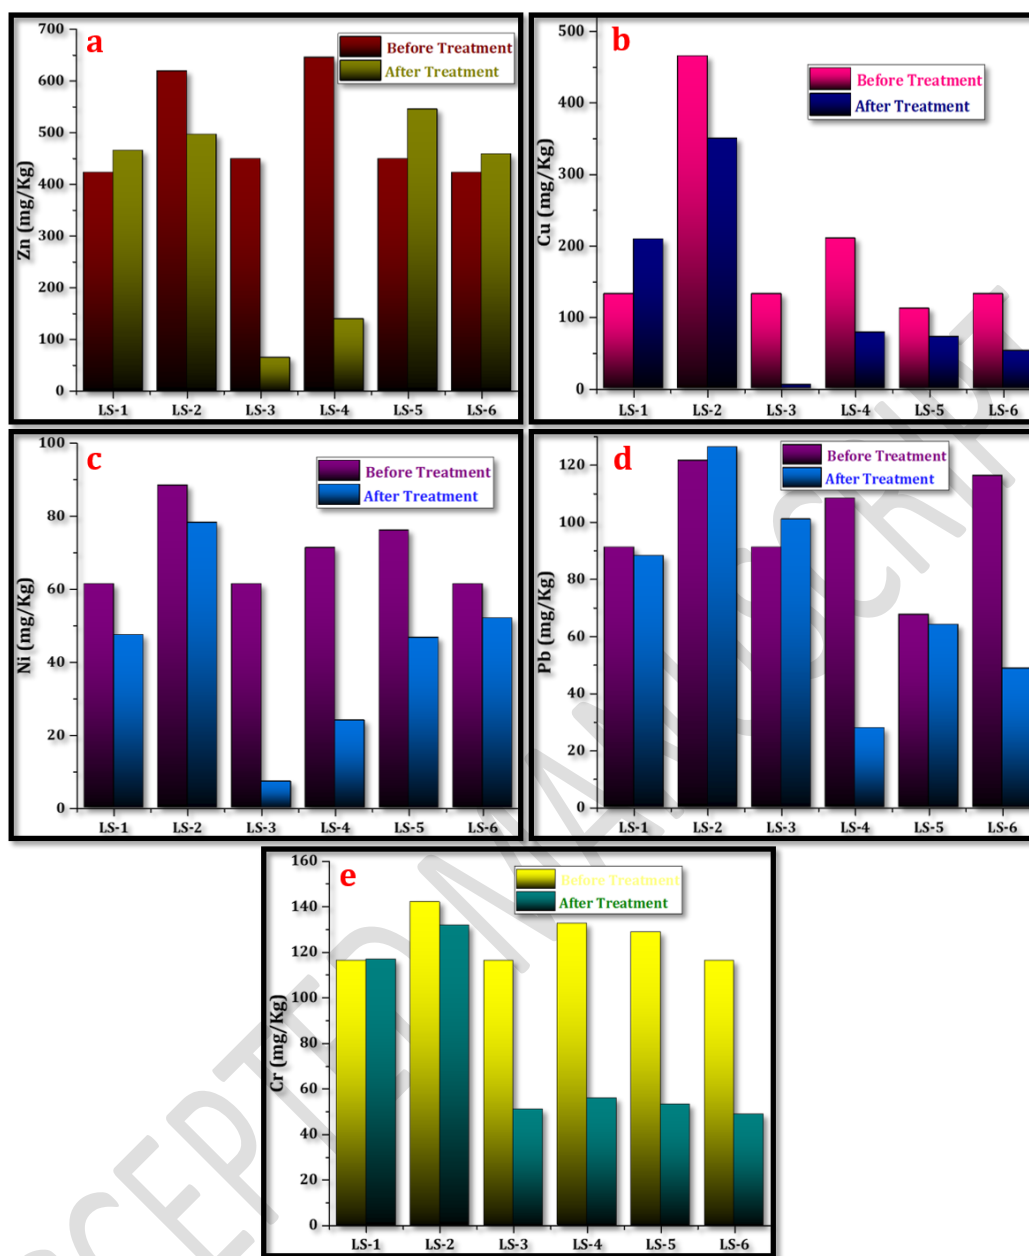 a
Before Treatment
After Treatment
Zn (mg/Kg)
700
600
500
400
300
200
100
0
LS-1 LS-2 LS-3 LS-4 LS-5 LS-6
b
Before Treatment
After Treatment
Cu (mg/Kg)
500
400
300
200
100
0
LS-1 LS-2 LS-3 LS-4 LS-5 LS-6
c
Before Treatment
After Treatment
Ni (mg/Kg)
100
80
60
40
20
0
LS-1 LS-2 LS-3 LS-4 LS-5 LS-6
d
Before Treatment
After Treatment
Pb (mg/Kg)
120
100
80
60
40
20
0
LS-1 LS-2 LS-3 LS-4 LS-5 LS-6
e
Before Treatment
After Treatment
Cr (mg/Kg)
160
140
120
100
80
60
40
20
0
LS-1 LS-2 LS-3 LS-4 LS-5 LS-6